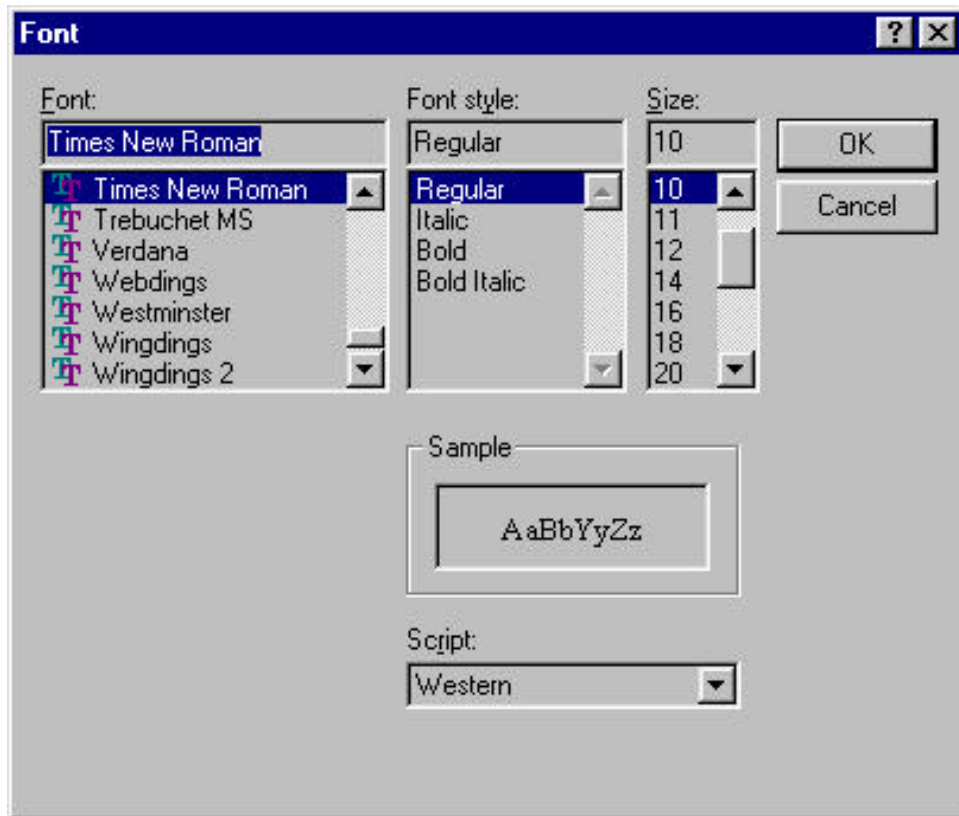 Font
Font: Font style: Size:
Times New Roman Regular 10 OK
Times New Roman Regular 10 Cancel
Trebuchet MS Italic 11
Verdana Bold 12
Webdings Bold Italic 14
Westminster 16
Wingdings 18
Wingdings 2 20
Sample
AaBbYyZz
Script:
Western